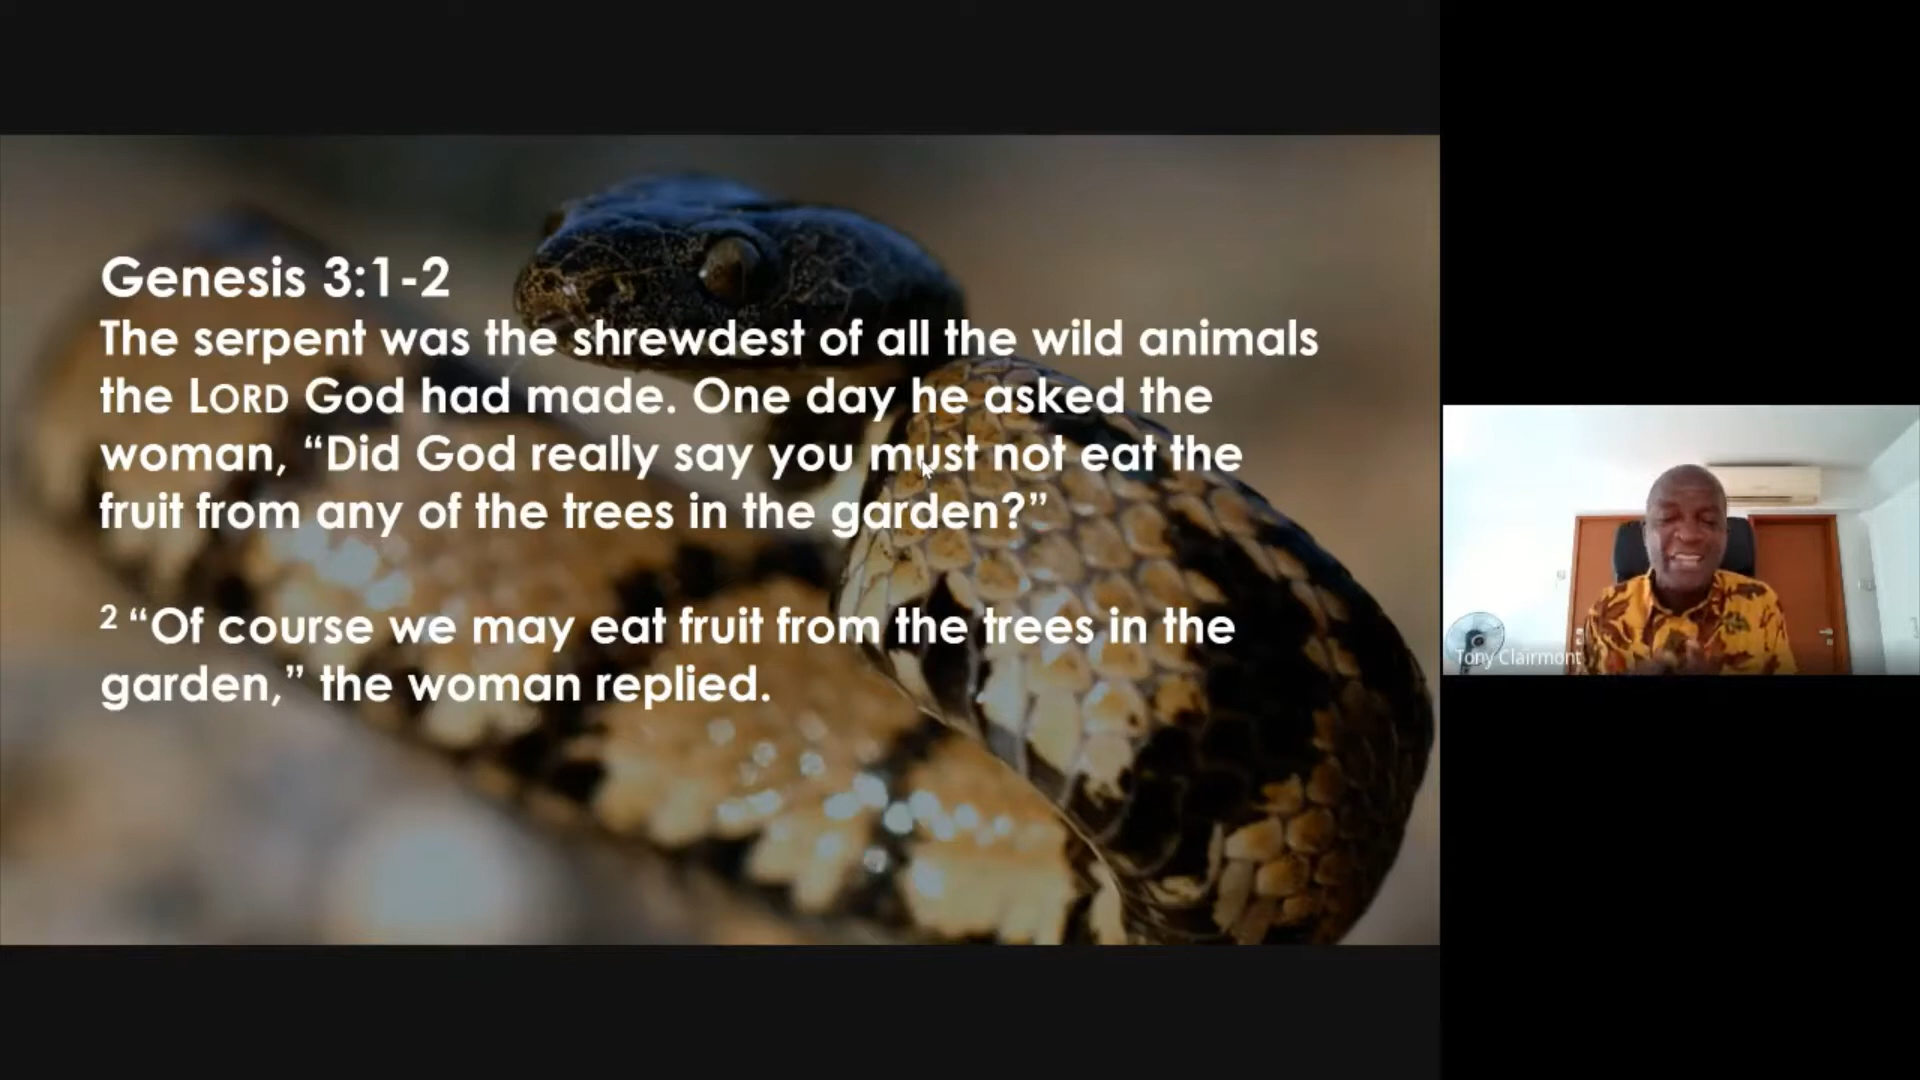 Genesis 3:1-2
The serpent was the shrewdest of all the wild animals
the LORD God had made. One day he asked the
woman, “Did God really say you must not eat the
fruit from any of the trees in the garden?”
2 “Of course we may eat fruit from the trees in the
garden,” the woman replied.
Tony Clairmont